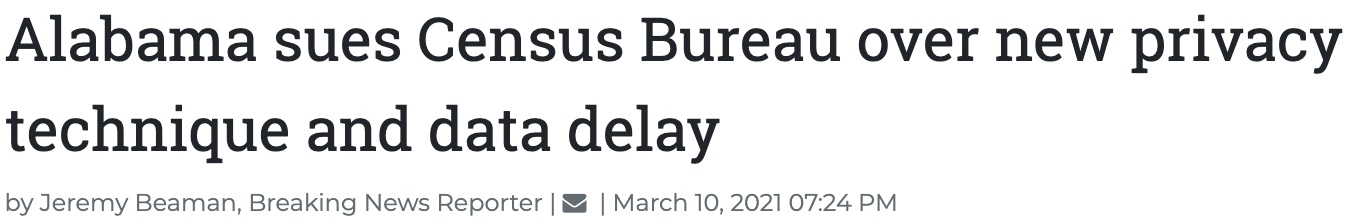 Alabama sues Census Bureau over new privacy
technique and data delay
by Jeremy Beaman, Breaking News Reporter | | March 10, 2021 07:24 PM